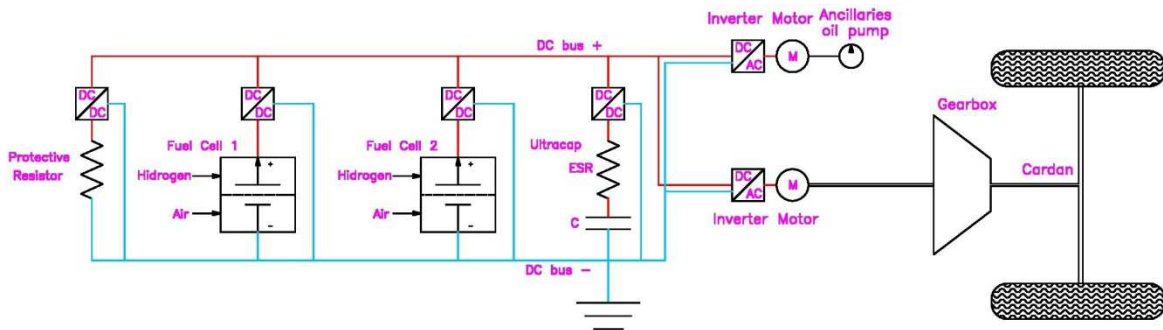 Inverter Motor
Ancillaries
oil pump
DC bus +
DC
AC
M
DC
DC
DC
DC
DC
DC
DC
DC
Gearbox
Protective
Resistor
Fuel Cell 1
+
Hidrogen
Air
-
Fuel Cell 2
+
Hidrogen
Air
-
Ultracap
ESR
C
DC
AC
M
Inverter Motor
Cardan
DC bus -